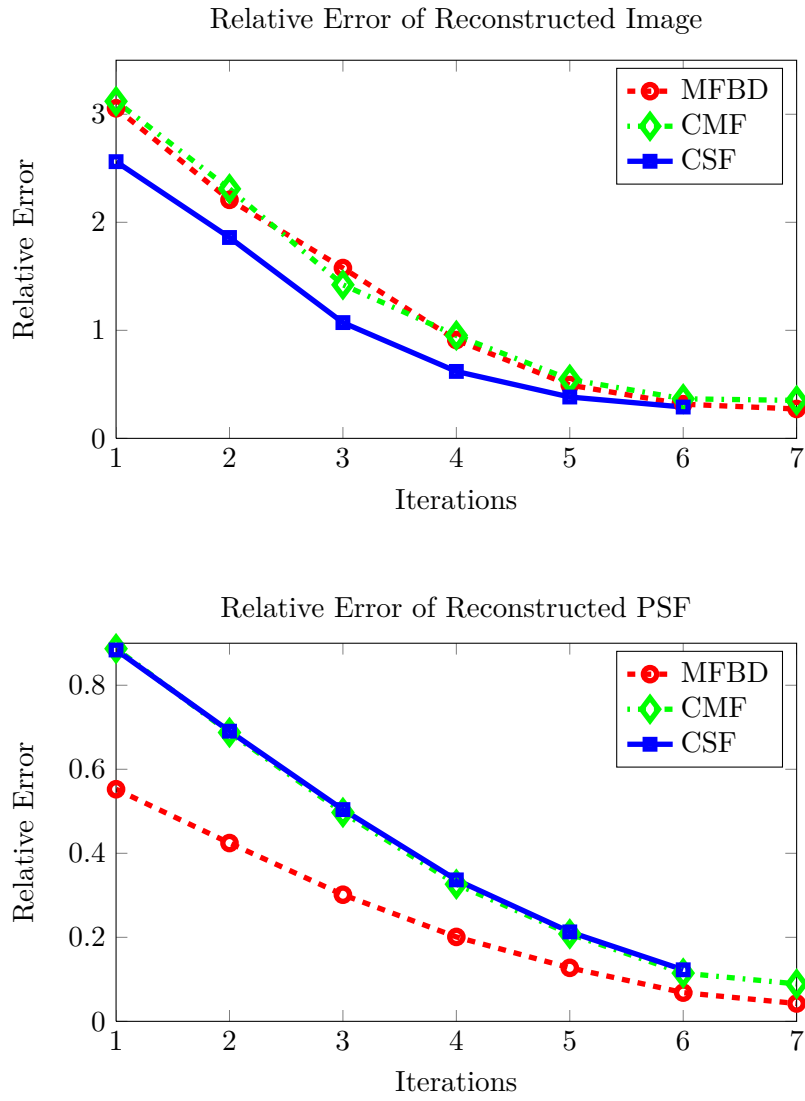 Relative Error of Reconstructed Image
MFBD
CMF
CSF
3
2
1
0
Relative Error
1 2 3 4 5 6 7
Iterations
Relative Error of Reconstructed PSF
MFBD
CMF
CSF
0.8
0.6
0.4
0.2
0
Relative Error
1 2 3 4 5 6 7
Iterations